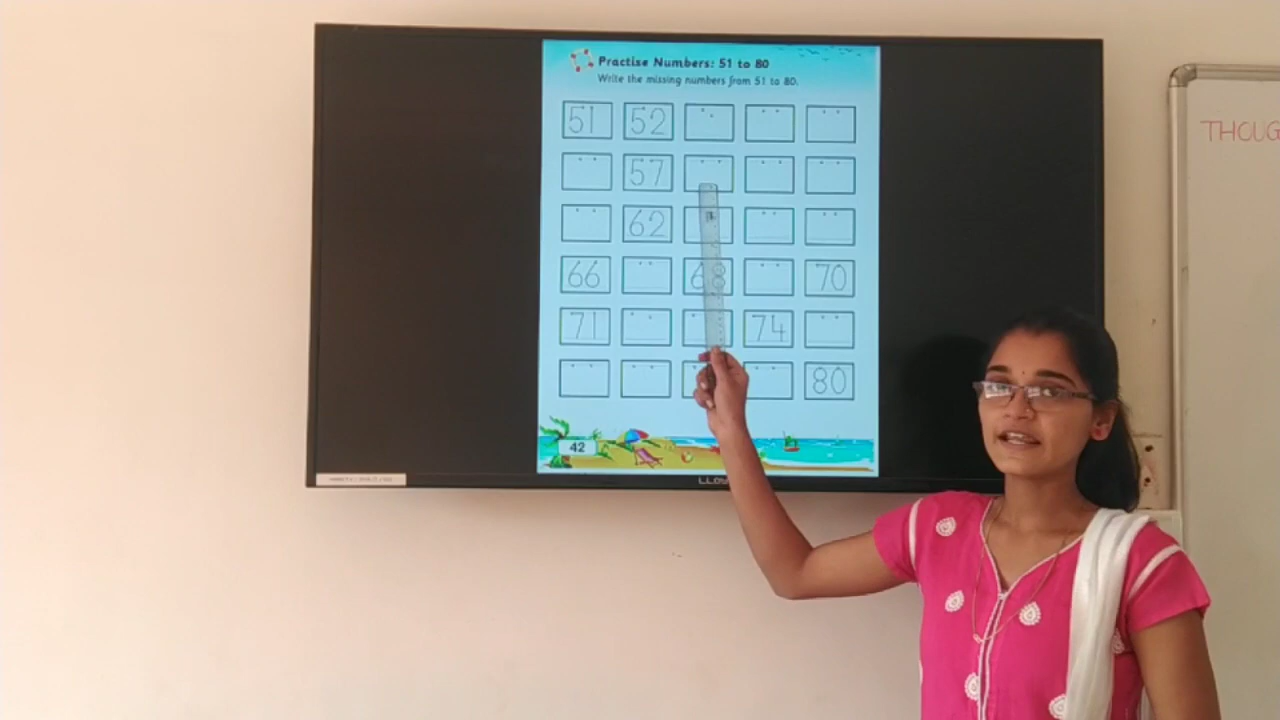 Practise Numbers: 51 to 80
Write the missing numbers from 51 to 80.
51 52
57
62
66 68 70
71 74
80
42
THOUG